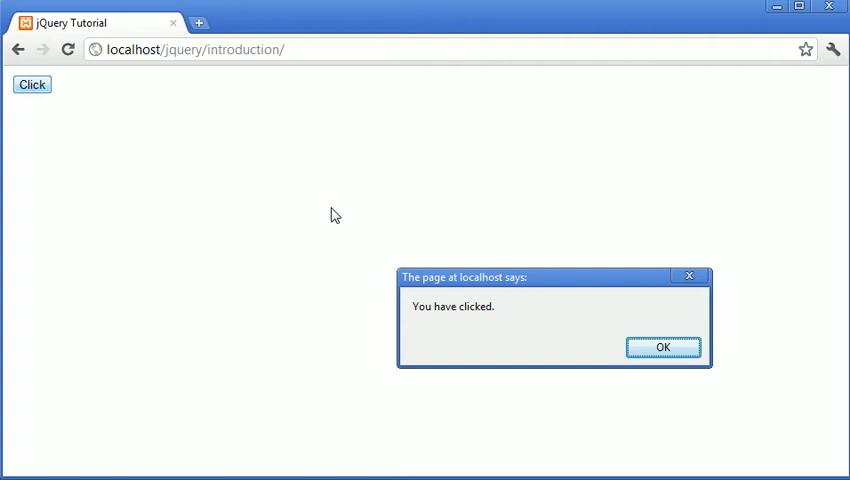 jQuery Tutorial
localhost/jquery/introduction/
Click
The page at localhost says:
You have clicked.
OK